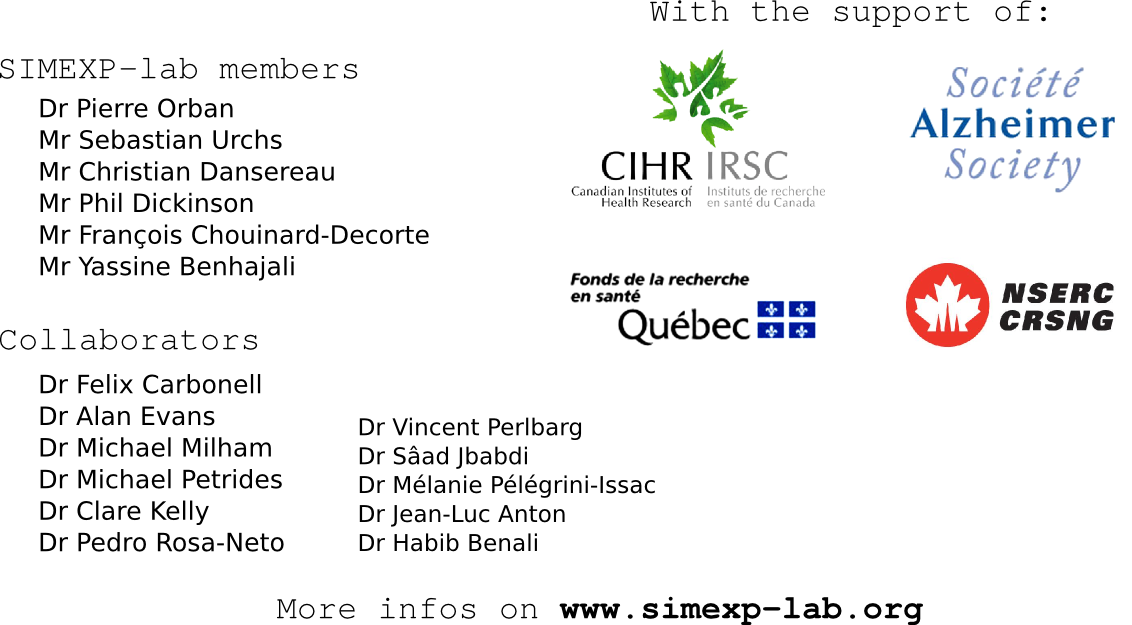 With the support of:
SIMEXP-lab members
Dr Pierre Orban
Mr Sebastian Urchs
Mr Christian Dansereau
Mr Phil Dickinson
Mr François Chouinard-Decorte
Mr Yassine Benhajali
CIHR IRSC
Canadian Institutes of Health Research
Instituts de recherche en santé du Canada
Société
Alzheimer
Society
Fonds de la recherche
en santé
Québec
NSERC
CRSNG
Collaborators
Dr Felix Carbonell
Dr Alan Evans
Dr Michael Milham
Dr Michael Petrides
Dr Clare Kelly
Dr Pedro Rosa-Neto
Dr Vincent Perlbarg
Dr Sâad Jbabdi
Dr Mélanie Pélégrini-Issac
Dr Jean-Luc Anton
Dr Habib Benali
More infos on www.simexp-lab.org